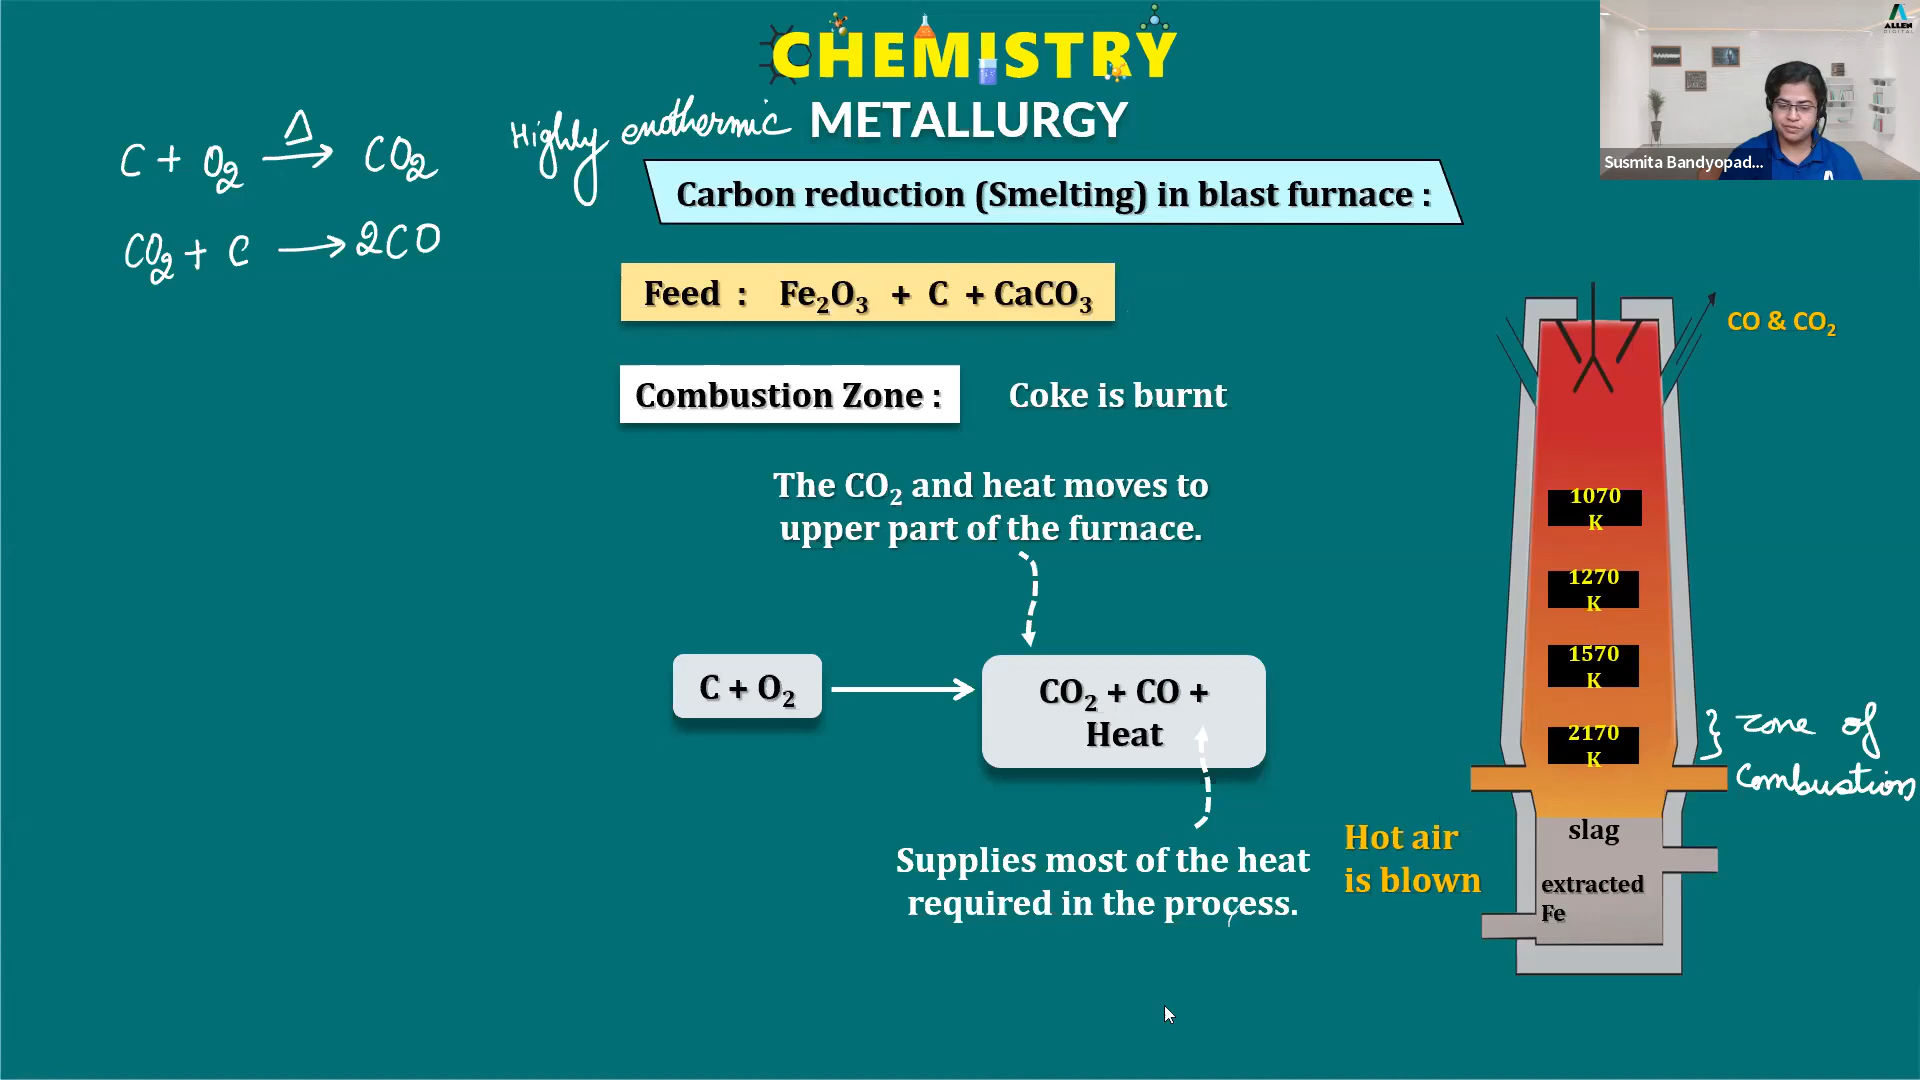 CHEMISTRY
METALLURGY
Highly exothermic
C + O₂ —Δ→ CO₂
CO₂ + C ⟶ 2CO
Carbon reduction (Smelting) in blast furnace :
Feed : Fe₂O₃ + C + CaCO₃
Combustion Zone : Coke is burnt
The CO₂ and heat moves to
upper part of the furnace.
C + O₂ ⟶ CO₂ + CO +
Heat
Supplies most of the heat
required in the process.
CO & CO₂
1070
K
1270
K
1570
K
2170
K
} Zone of
Combustion
Hot air
is blown
slag
extracted
Fe
Susmita Bandyopad...
ALLEN
DIGITAL